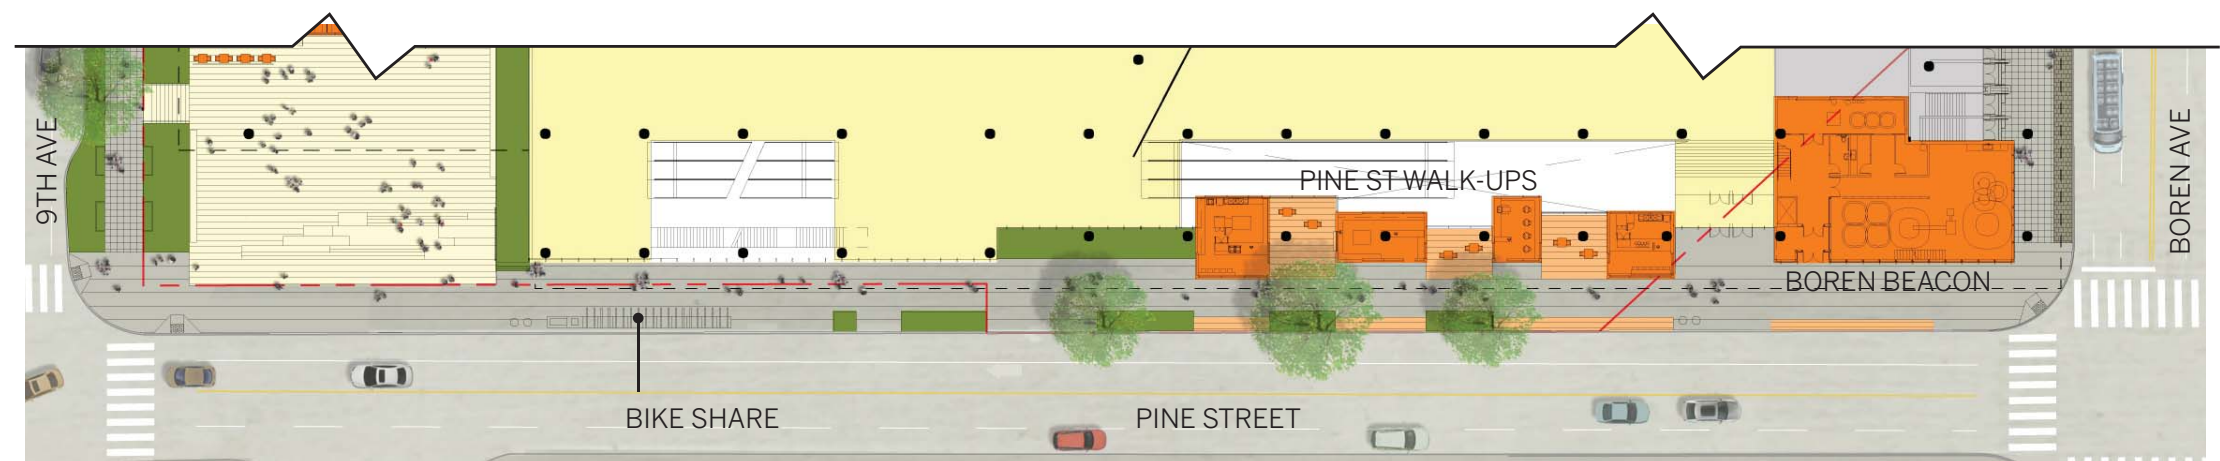 9TH AVE
PINE ST WALK-UPS
BOREN AVE
BOREN BEACON
BIKE SHARE
PINE STREET